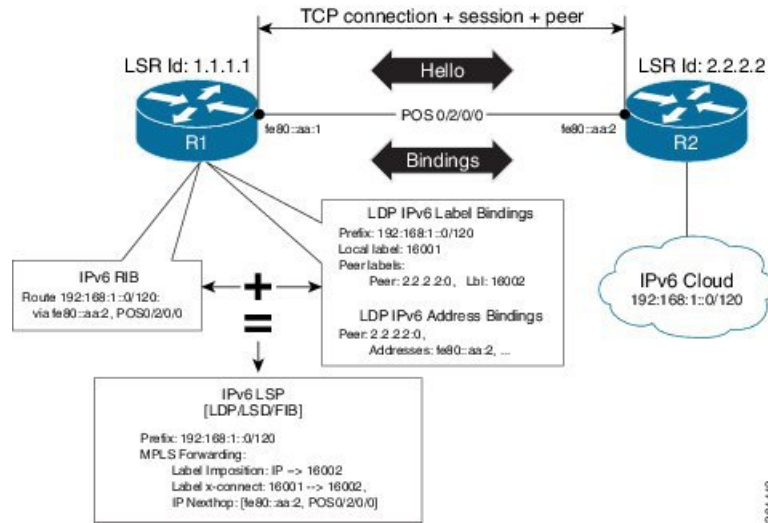 TCP connection + session + peer
LSR Id: 1.1.1.1
LSR Id: 2.2.2.2
Hello
POS 0/2/0/0
fe80::aa:1
fe80::aa:2
R1
R2
Bindings
LDP IPv6 Label Bindings
Prefix: 192:168:1::0/120
Local label: 16001
Peer labels:
Peer: 2.2.2.2:0, Lbl: 16002
LDP IPv6 Address Bindings
Peer: 2.2.2.2:0,
Addresses: fe80::aa:2, ...
IPv6 RIB
Route 192:168:1::0/120:
via fe80::aa:2, POS0/2/0/0
+
=
IPv6 Cloud
192:168:1::0/120
IPv6 LSP
[LDP/LSD/FIB]
Prefix: 192:168:1::0/120
MPLS Forwarding:
Label Imposition: IP --> 16002
Label x-connect: 16001 --> 16002,
IP Nexthop: [fe80::aa:2, POS0/2/0/0]